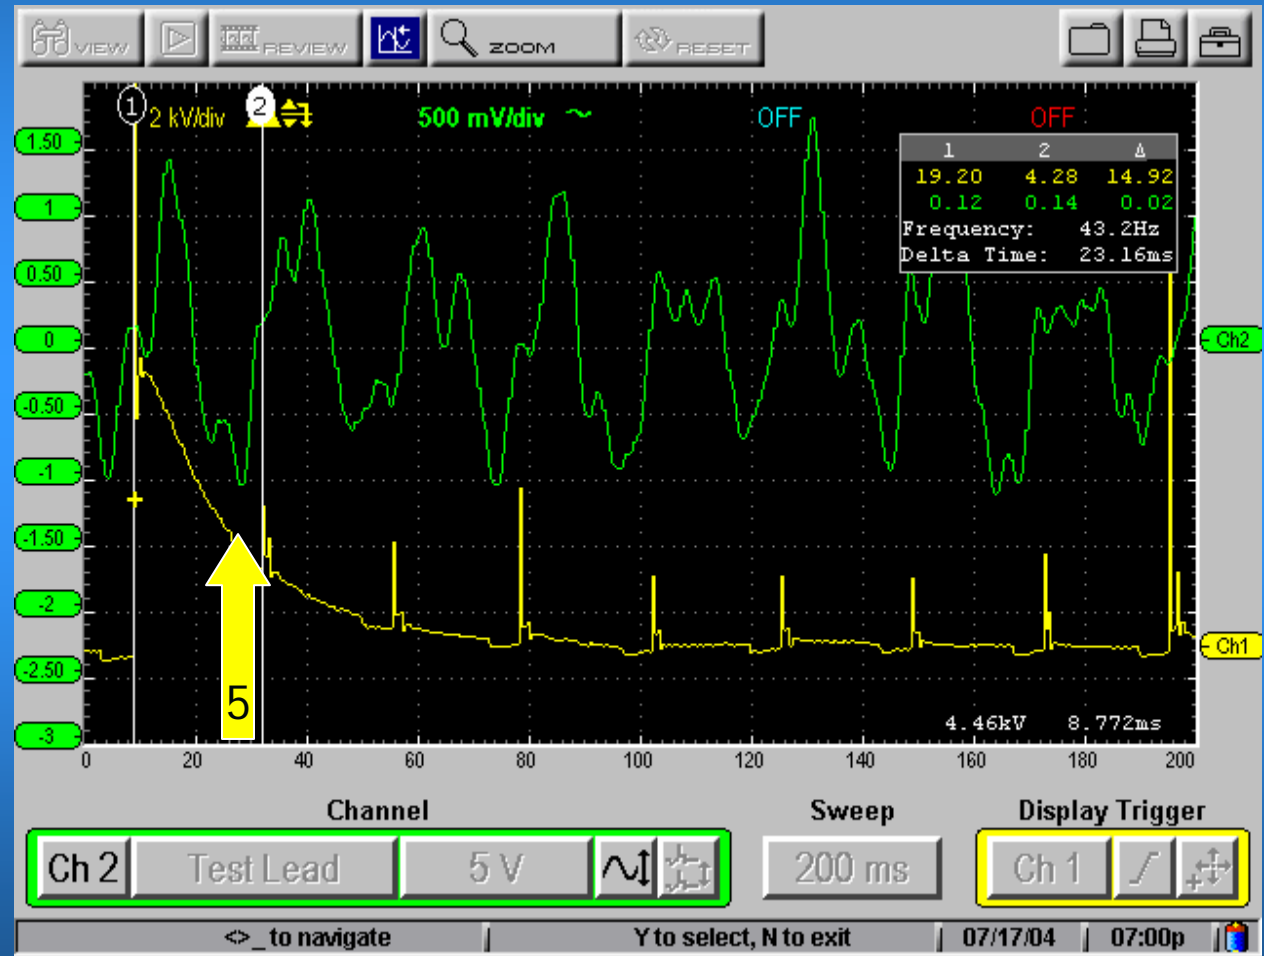 VIEW REVIEW ZOOM RESET
1 2 kV/div 2 500 mV/div OFF OFF
1.50
1
0.50
0
-0.50
-1
-1.50
-2
-2.50
-3
1 2 Δ
19.20 4.28 14.92
0.12 0.14 0.02
Frequency: 43.2Hz
Delta Time: 23.16ms
Ch2
Ch1
5
4.46kV 8.772ms
0 20 40 60 80 100 120 140 160 180 200
Channel Sweep Display Trigger
Ch 2 Test Lead 5 V 200 ms Ch 1
<>_ to navigate Y to select, N to exit 07/17/04 07:00p